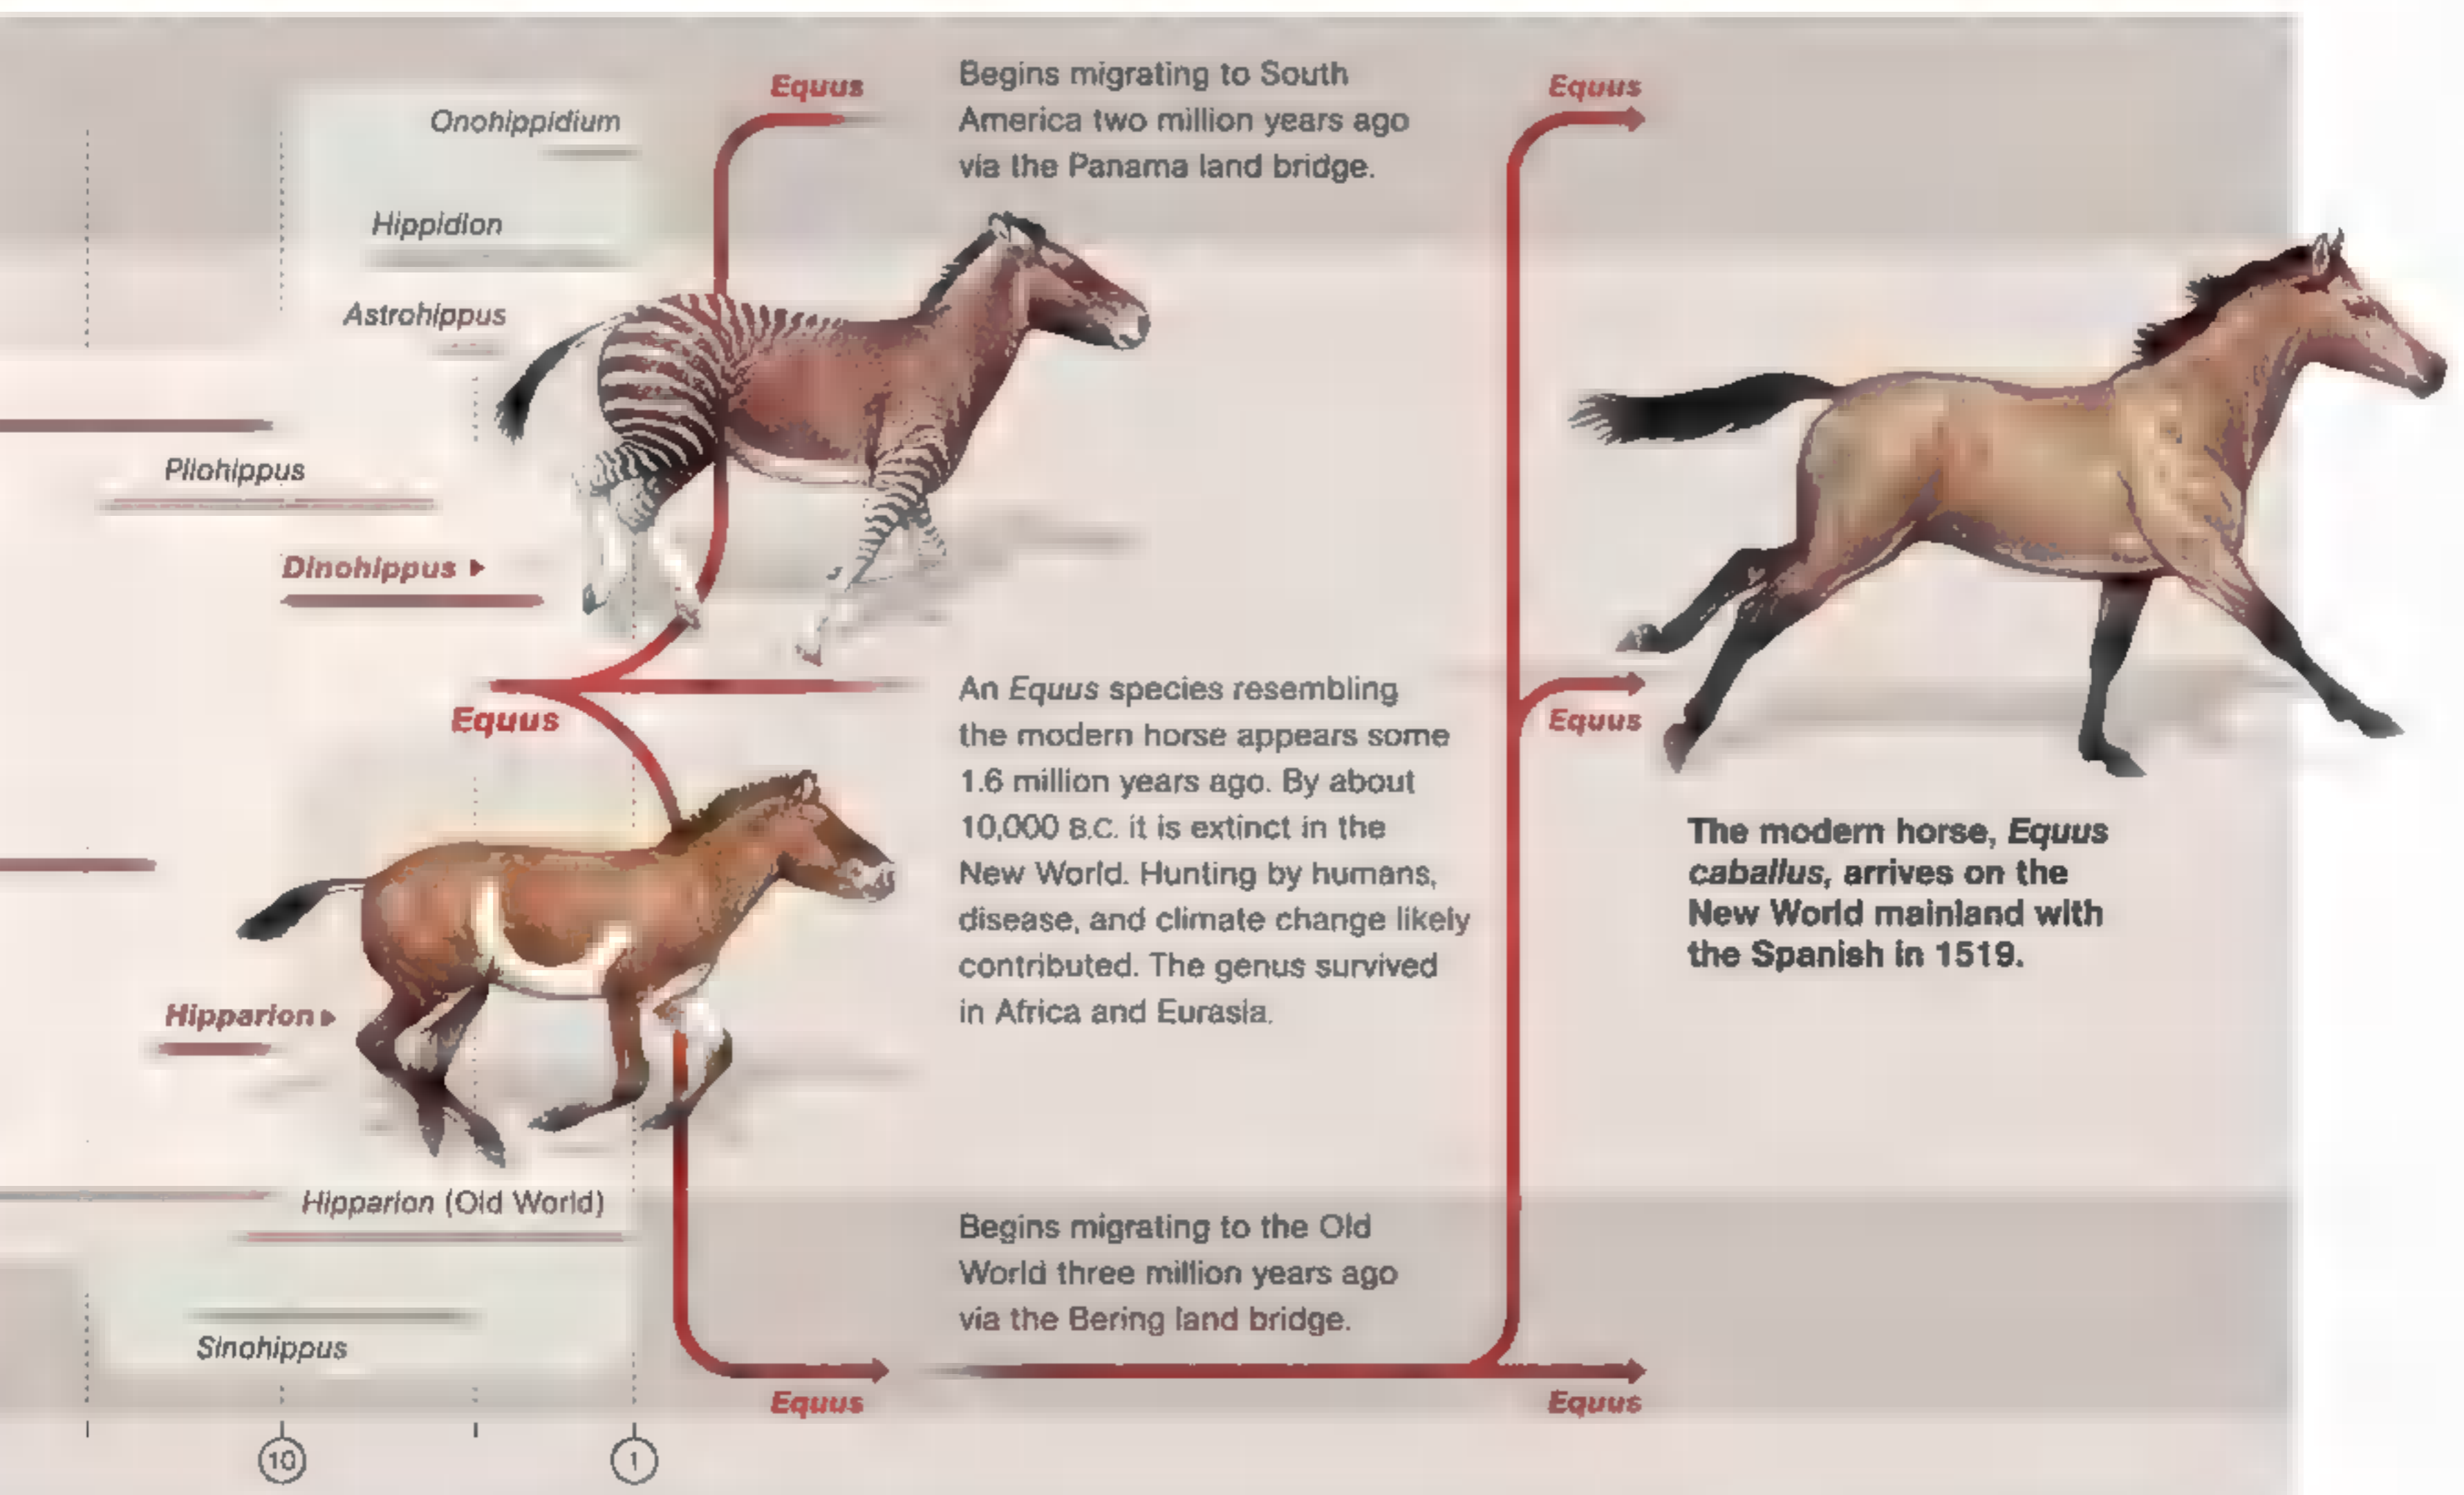 Equus
Begins migrating to South
America two million years ago
via the Panama land bridge.
Equus
Onohippidium
Hippidion
Astrohippus
Pliohippus
Dinohippus ▸
Equus
An Equus species resembling
the modern horse appears some
1.6 million years ago. By about
10,000 B.C. it is extinct in the
New World. Hunting by humans,
disease, and climate change likely
contributed. The genus survived
in Africa and Eurasia.
Equus
The modern horse, Equus
caballus, arrives on the
New World mainland with
the Spanish in 1519.
Hipparion ▸
Hipparion (Old World)
Sinohippus
Begins migrating to the Old
World three million years ago
via the Bering land bridge.
Equus
Equus
10
1